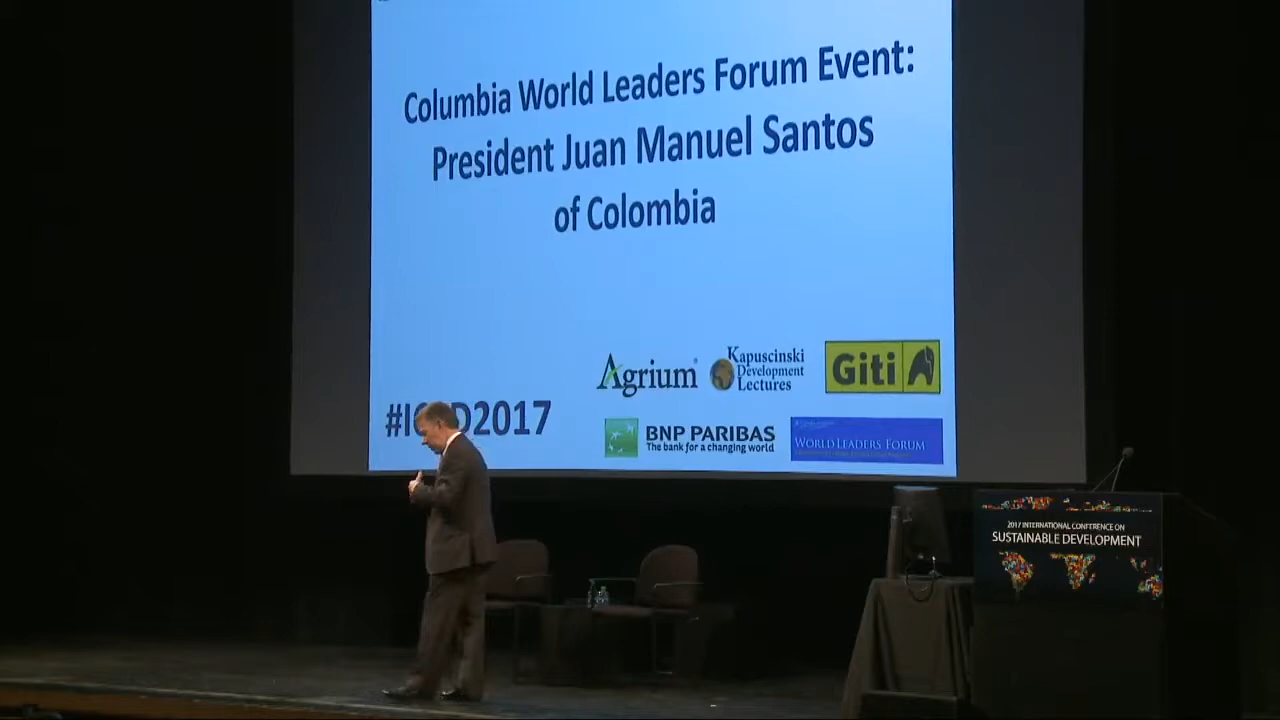 Columbia World Leaders Forum Event:
President Juan Manuel Santos
of Colombia
Agrium
Kapuscinski
Development
Lectures
Giti
#IC D2017
BNP PARIBAS
The bank for a changing world
WORLD LEADERS FORUM
2017 INTERNATIONAL CONFERENCE ON
SUSTAINABLE DEVELOPMENT